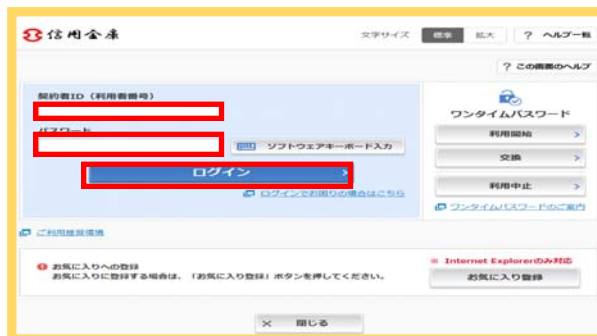 信用金庫
文字サイズ 標準 拡大 ? ヘルプ一覧
? この画面のヘルプ
契約者ID（利用者番号）
パスワード
ソフトウェアキーボード入力
ログイン
ログインでお困りの場合はこちら
ワンタイムパスワード
利用開始
交換
利用中止
ワンタイムパスワードのご案内
ご利用推奨環境
お気に入りへの登録
お気に入りに登録する場合は、「お気に入り登録」ボタンを押してください。
※ Internet Explorerのみ対応
お気に入り登録
× 閉じる